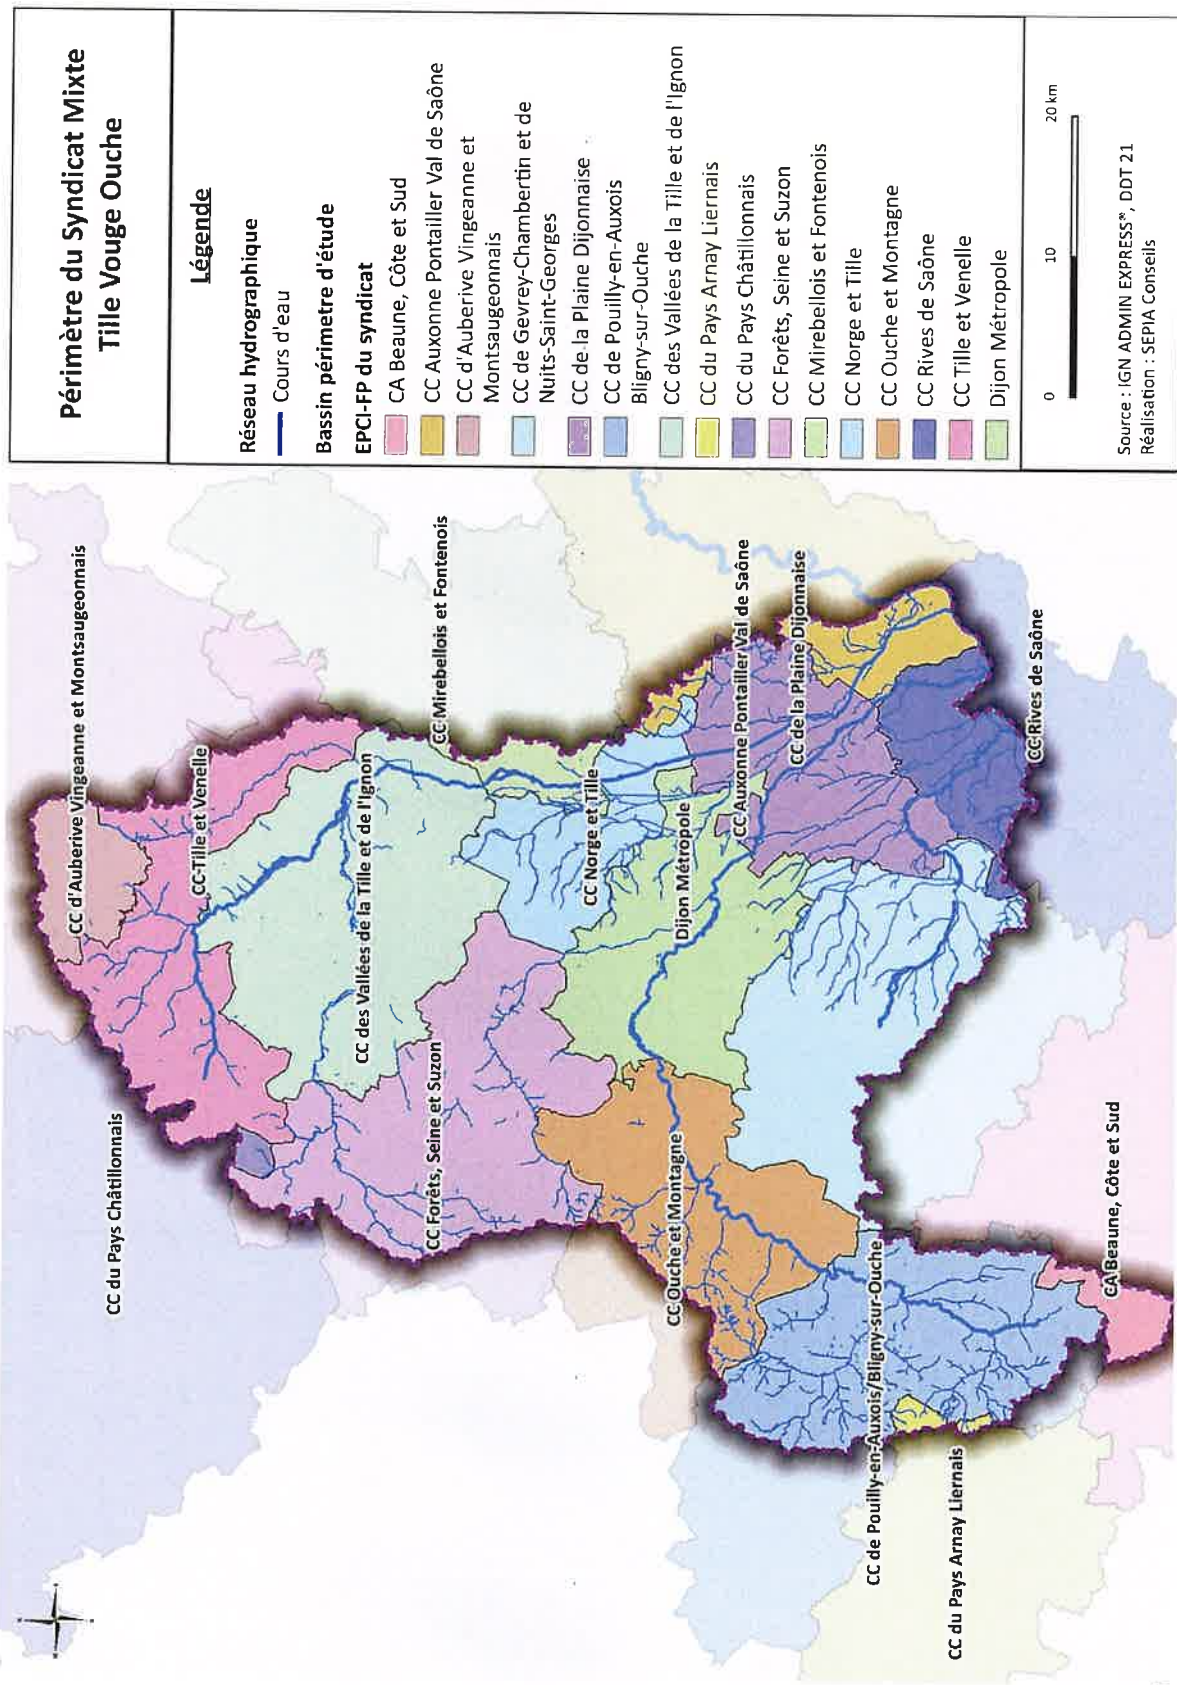 Périmètre du Syndicat Mixte
Tille Vouge Ouche
Légende
Réseau hydrographique
Cours d'eau
Bassin périmetre d'étude
EPCI-FP du syndicat
CA Beaune, Côte et Sud
CC Auxonne Pontailler Val de Saône
CC d'Auberive Vingeanne et
Montsaugeonnais
CC de Gevrey-Chambertin et de
Nuits-Saint-Georges
CC de la Plaine Dijonnaise
CC de Pouilly-en-Auxois
Bligny-sur-Ouche
CC des Vallées de la Tille et de l'Ignon
CC du Pays Arnay Liernais
CC du Pays Châtillonnais
CC Forêts, Seine et Suzon
CC Mirebellois et Fontenois
CC Norge et Tille
CC Ouche et Montagne
CC Rives de Saône
CC Tille et Venelle
Dijon Métropole
0 10 20 km
Source : IGN ADMIN EXPRESS®, DDT 21
Réalisation : SEPIA Conseils
CC d'Auberive Vingeanne et Montsaugeonnais
CC du Pays Châtillonnais
CC Tille et Venelle
CC des Vallées de la Tille et de l'Ignon
CC Mirebellois et Fontenois
CC Forêts, Seine et Suzon
CC Norge et Tille
Dijon Métropole
CC Ouche et Montagne
CC Auxonne Pontailler Val de Saône
CC de la Plaine Dijonnaise
CC de Pouilly-en-Auxois/Bligny-sur-Ouche
CC du Pays Arnay Liernais
CC Rives de Saône
CA Beaune, Côte et Sud